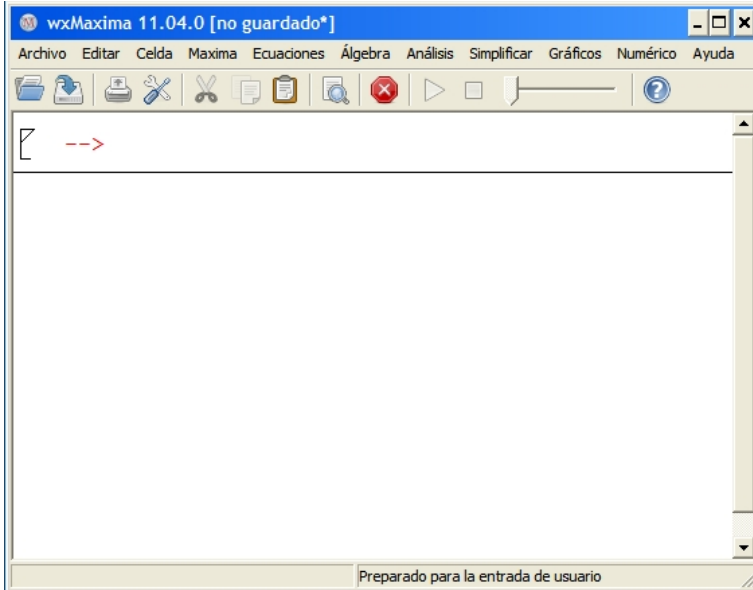 wxMaxima 11.04.0 [no guardado*]
Archivo Editar Celda Maxima Ecuaciones Álgebra Análisis Simplificar Gráficos Numérico Ayuda
-->
Preparado para la entrada de usuario